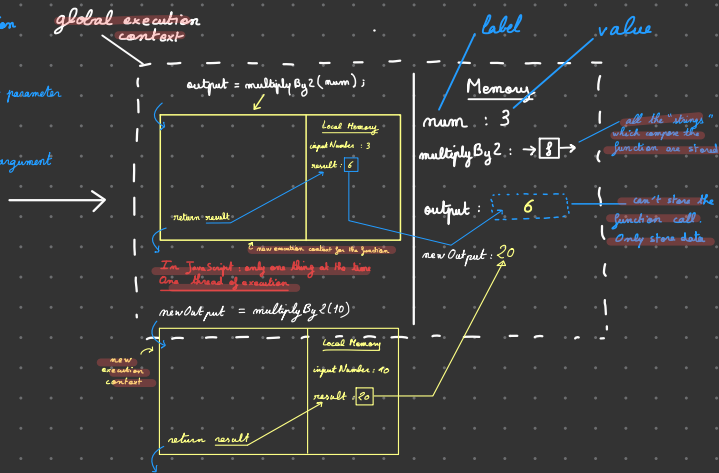 global execution
context
label
value
parameter
argument
output = multiplyBy2(num);
Local Memory
inputNumber : 3
result : 6
return result
new execution context for the function
In JavaScript : only one thing at the time
One thread of execution
Memory
num : 3
multiplyBy2 : → f →
all the "strings"
which compose the
function are stored
output : 6
can't store the
function call
Only store data
newOutput : 20
newOutput = multiplyBy2(10)
new
execution
context
Local Memory
inputNumber : 10
result : 20
return result